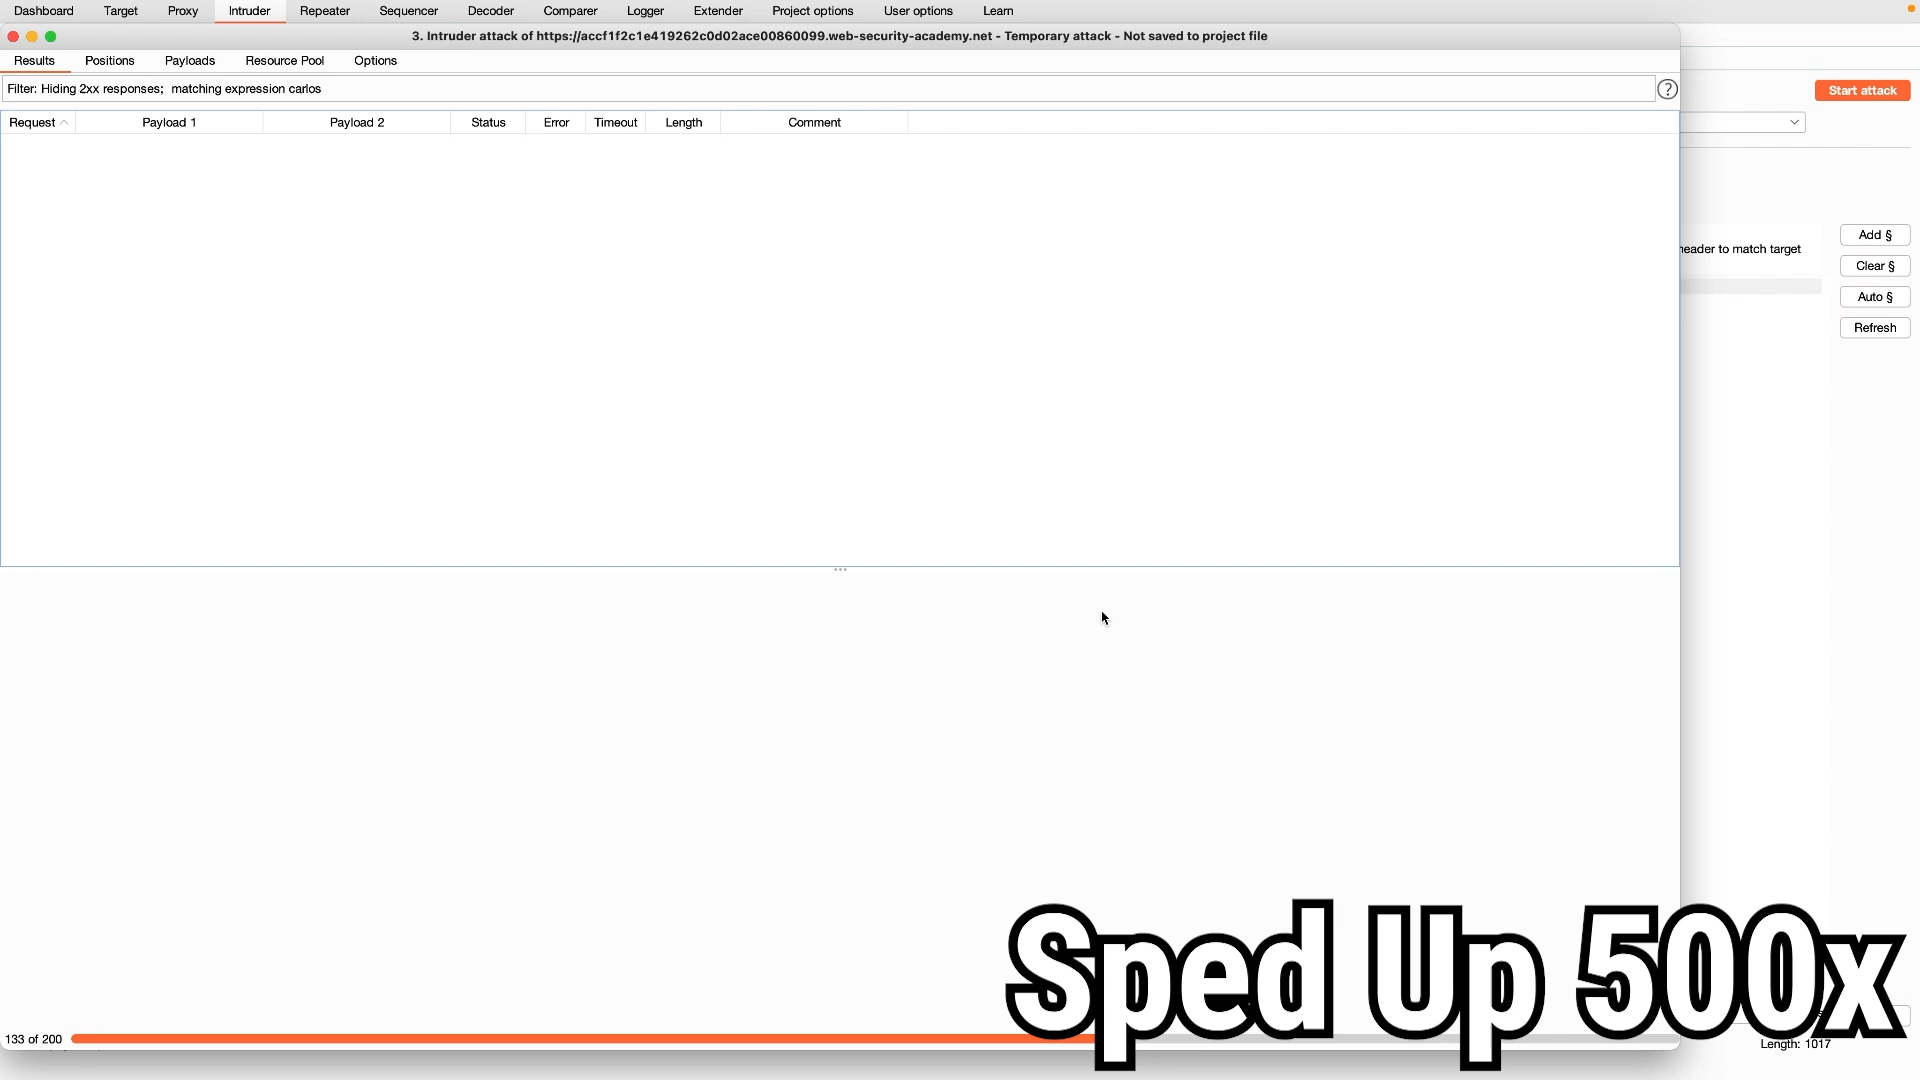 Dashboard Target Proxy Intruder Repeater Sequencer Decoder Comparer Logger Extender Project options User options Learn
3. Intruder attack of https://accf1f2c1e419262c0d02ace00860099.web-security-academy.net - Temporary attack - Not saved to project file
Results Positions Payloads Resource Pool Options
Filter: Hiding 2xx responses; matching expression carlos
?
Start attack
Request Payload 1 Payload 2 Status Error Timeout Length Comment
Add §
header to match target
Clear §
Auto §
Refresh
Sped Up 500x
133 of 200
Length: 1017